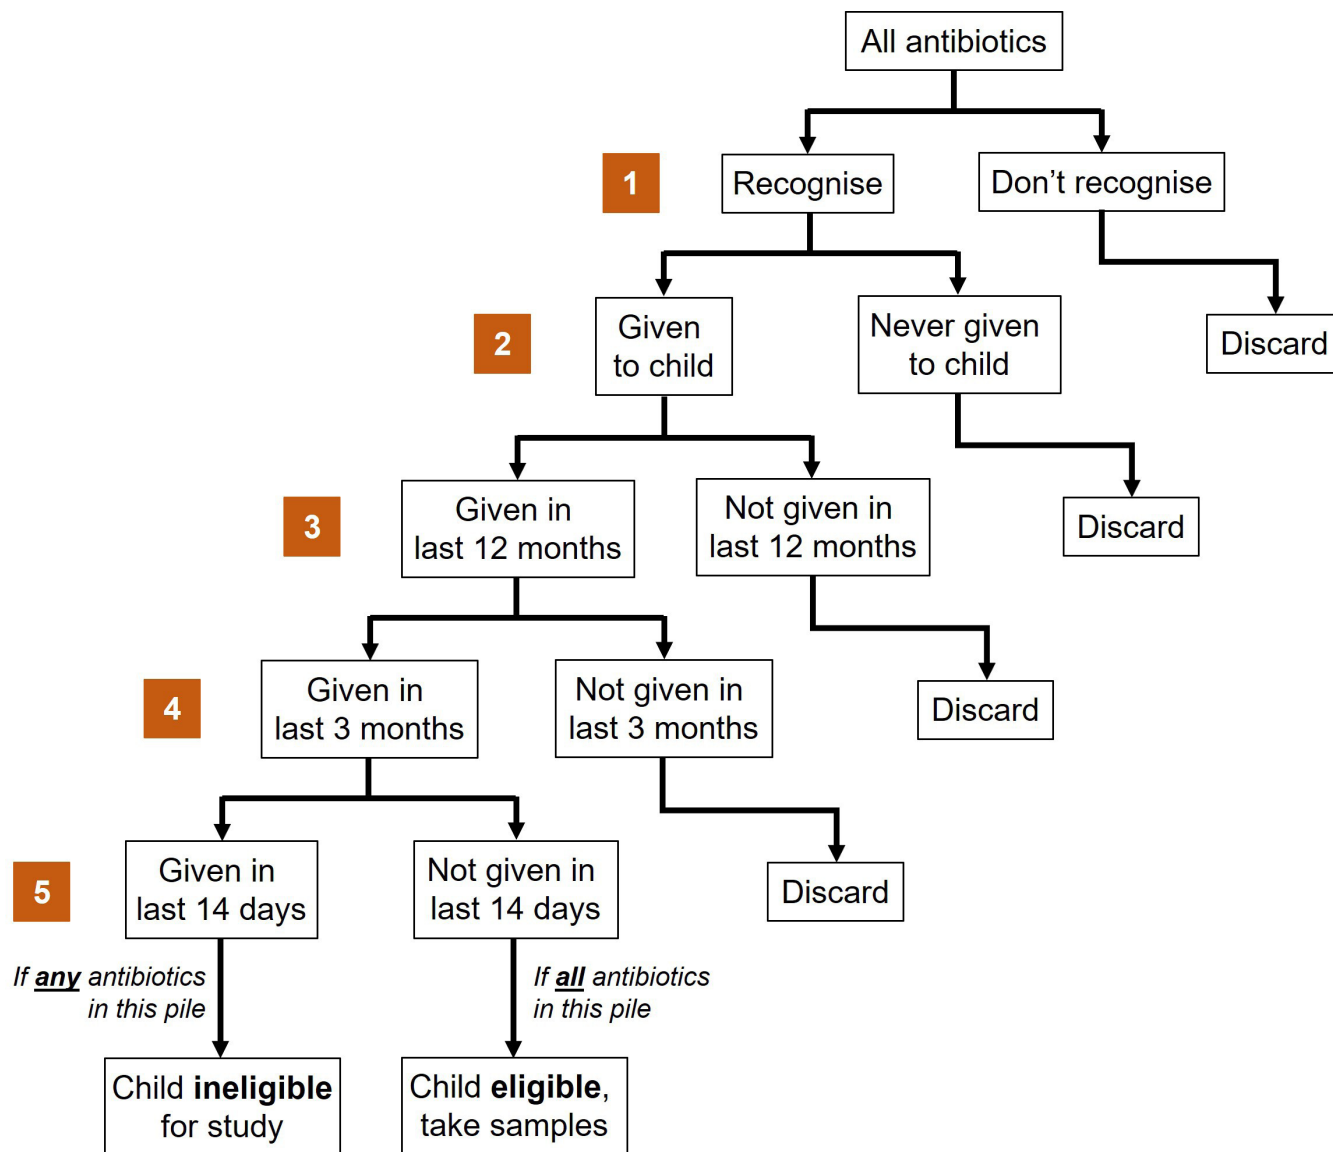 All antibiotics
1
Recognise
Don’t recognise
2
Given
to child
Never given
to child
Discard
3
Given in
last 12 months
Not given in
last 12 months
Discard
4
Given in
last 3 months
Not given in
last 3 months
Discard
5
Given in
last 14 days
Not given in
last 14 days
Discard
If any antibiotics
in this pile
If all antibiotics
in this pile
Child ineligible
for study
Child eligible,
take samples